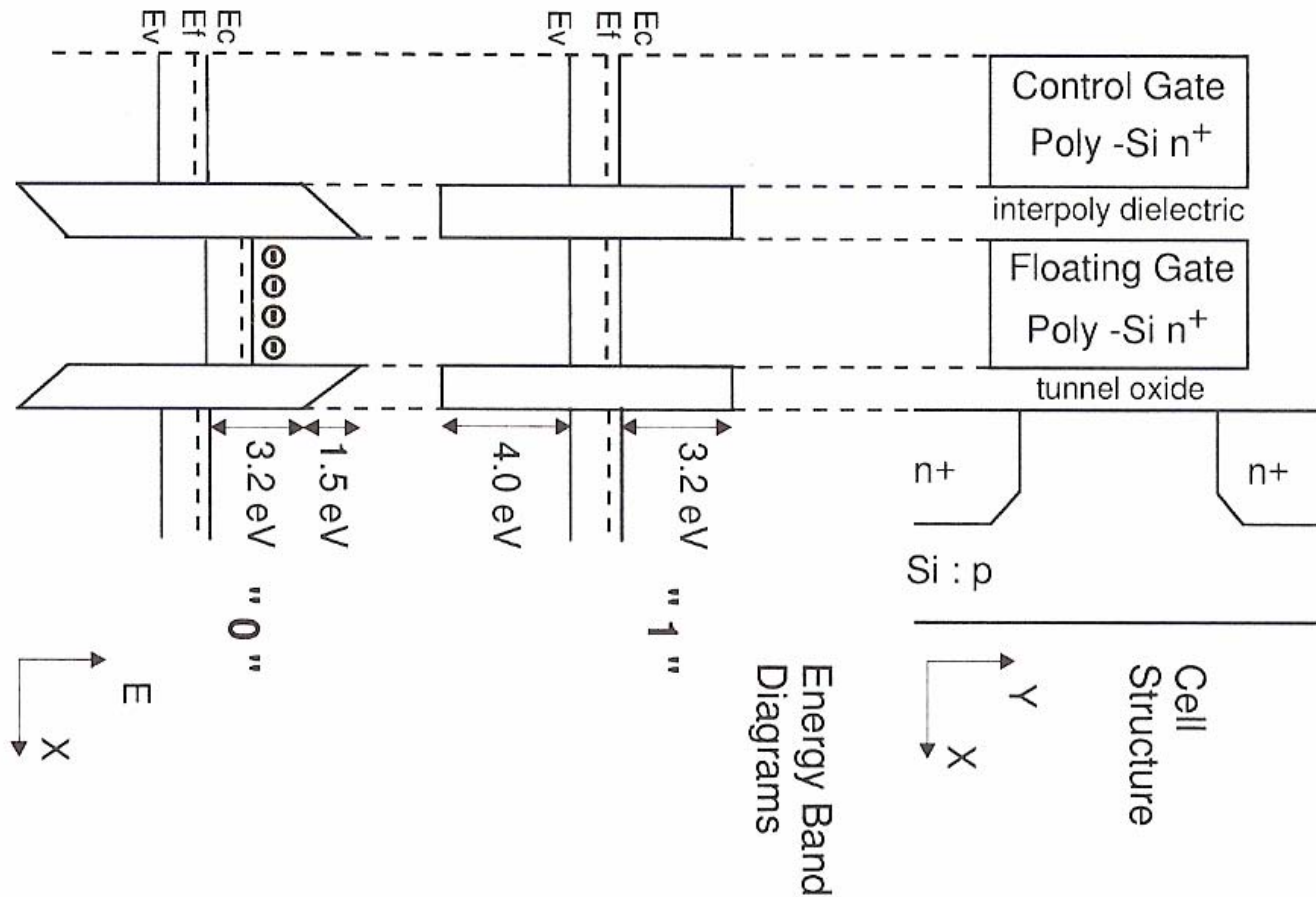 Ev
Ef
Ec
Ev
Ef
Ec
Control Gate
Poly -Si n+
interpoly dielectric
Floating Gate
Poly -Si n+
tunnel oxide
n+
n+
Si : p
3.2 eV
1.5 eV
4.0 eV
3.2 eV
" 0 "
" 1 "
E
X
Energy Band
Diagrams
Y
X
Cell
Structure